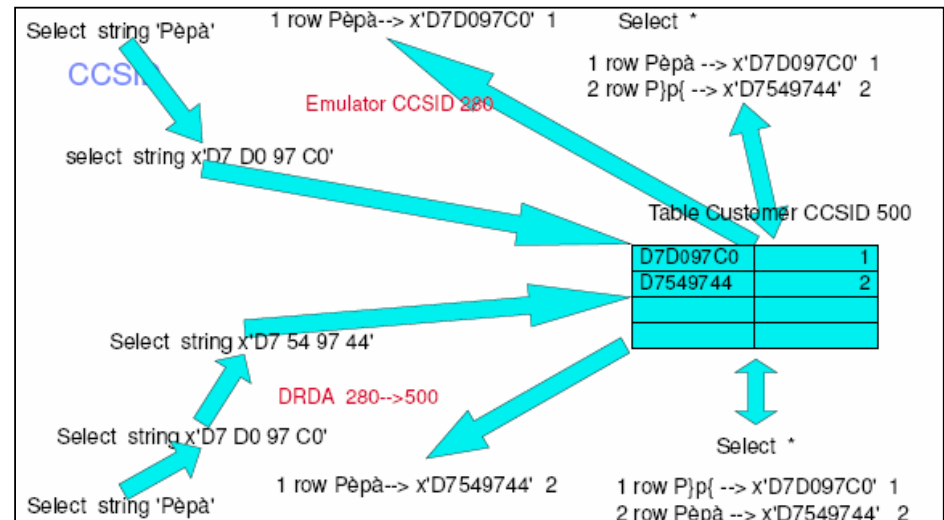 Select string 'Pèpà'
1 row Pèpà--> x'D7D097C0' 1
Select *
CCSID
1 row Pèpà --> x'D7D097C0' 1
2 row P}p{ --> x'D7549744' 2
Emulator CCSID 280
select string x'D7 D0 97 C0'
Table Customer CCSID 500
D7D097C0 1
D7549744 2
Select string x'D7 54 97 44'
DRDA 280-->500
Select string x'D7 D0 97 C0'
Select *
1 row Pèpà--> x'D7549744' 2
1 row P}p{ --> x'D7D097C0' 1
Select string 'Pèpà'
2 row Pèpà --> x'D7549744' 2